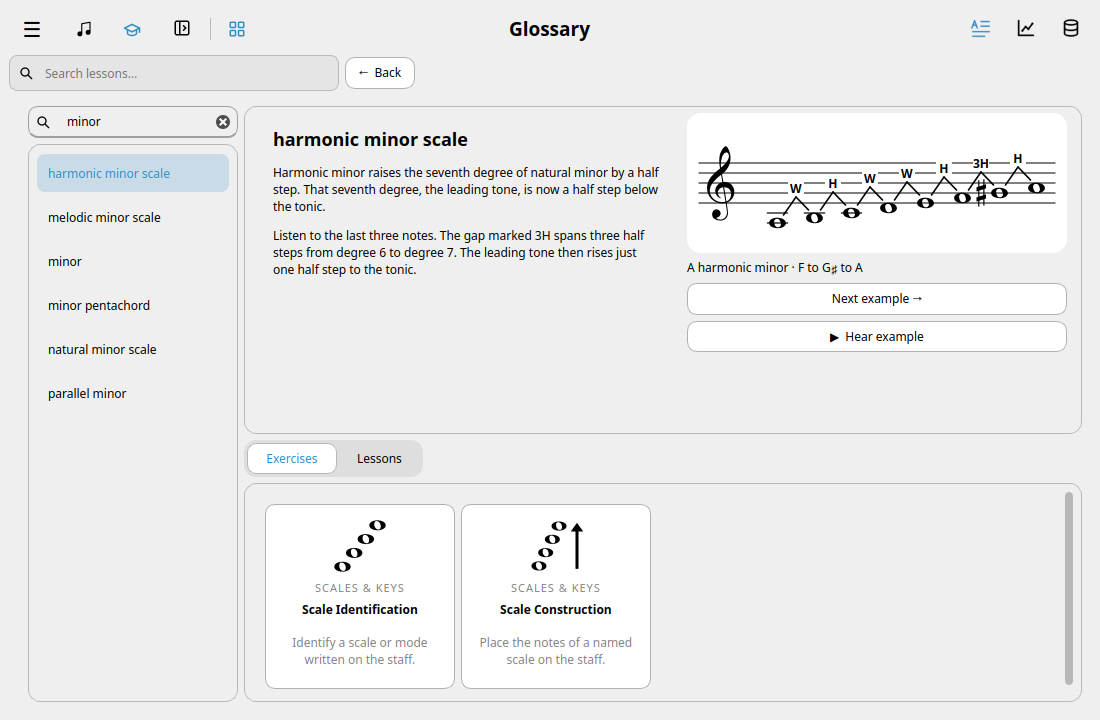 Glossary
Search lessons...
← Back
minor
harmonic minor scale
melodic minor scale
minor
minor pentachord
natural minor scale
parallel minor
harmonic minor scale
Harmonic minor raises the seventh degree of natural minor by a half
step. That seventh degree, the leading tone, is now a half step below
the tonic.
Listen to the last three notes. The gap marked 3H spans three half
steps from degree 6 to degree 7. The leading tone then rises just
one half step to the tonic.
W H W W H 3H H
A harmonic minor · F to G♯ to A
Next example →
▶ Hear example
Exercises
Lessons
SCALES & KEYS
Scale Identification
Identify a scale or mode
written on the staff.
SCALES & KEYS
Scale Construction
Place the notes of a named
scale on the staff.